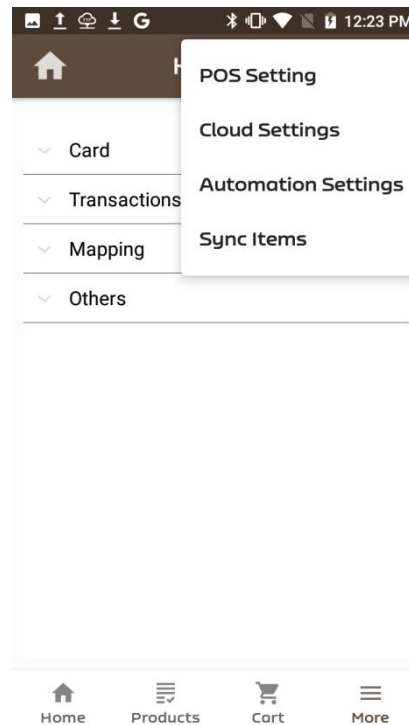 G
12:23 PM
H
POS Setting
Cloud Settings
Automation Settings
Sync Items
Card
Transactions
Mapping
Others
Home
Products
Cart
More